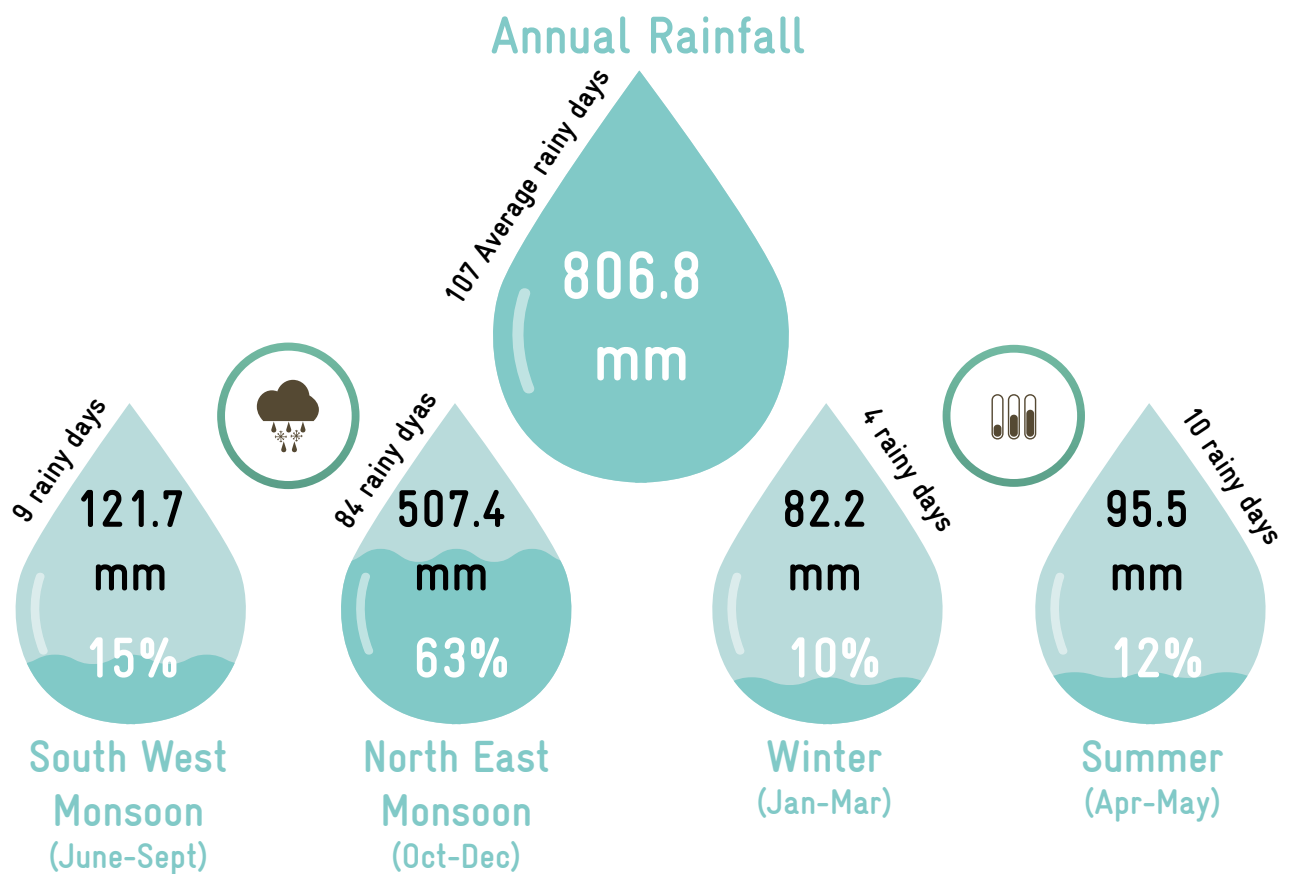 Annual Rainfall
107 Average rainy days
806.8
mm
9 rainy days
121.7
mm
15%
South West
Monsoon
(June-Sept)
84 rainy dyas
507.4
mm
63%
North East
Monsoon
(Oct-Dec)
4 rainy days
82.2
mm
10%
Winter
(Jan-Mar)
10 rainy days
95.5
mm
12%
Summer
(Apr-May)